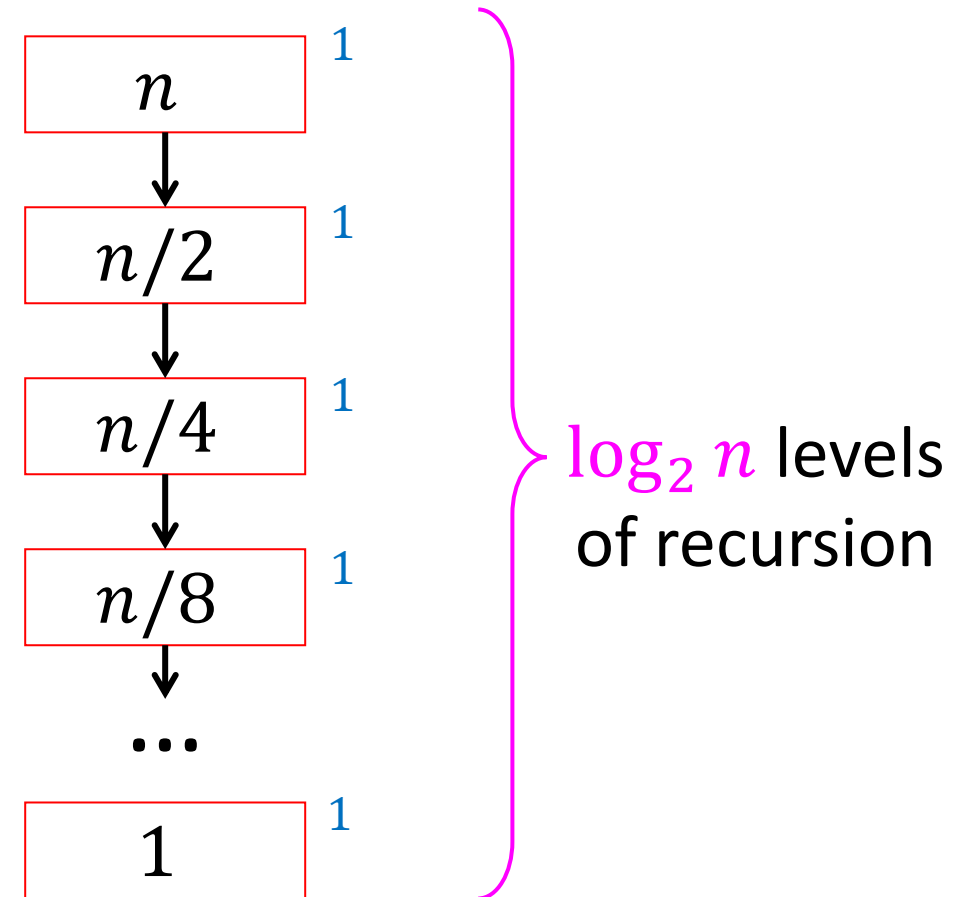 n 1
n/2 1
n/4 1
n/8 1
...
1 1
log₂ n levels
of recursion